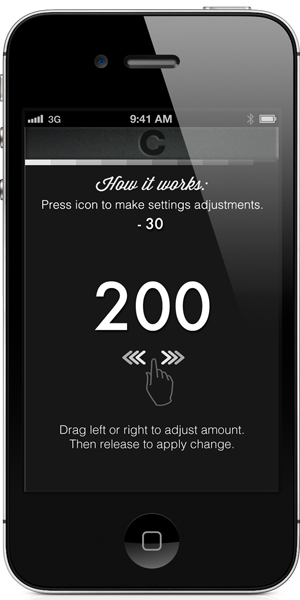 3G 9:41 AM
C
How it works:
Press icon to make settings adjustments.
- 30
200
Drag left or right to adjust amount.
Then release to apply change.